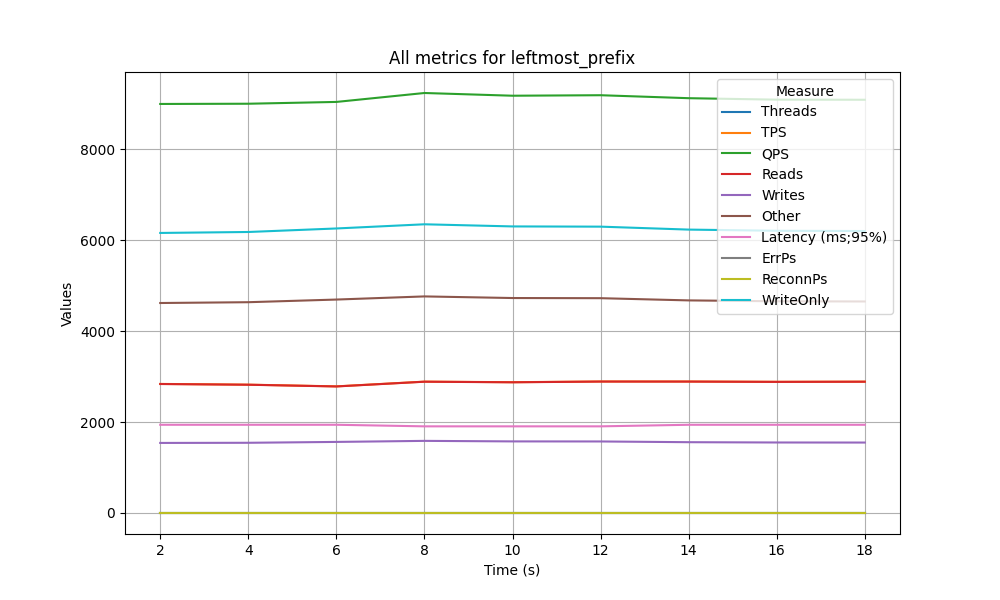 All metrics for leftmost_prefix
Measure
Threads
TPS
QPS
Reads
Writes
Other
Latency (ms;95%)
ErrPs
ReconnPs
WriteOnly
Values
8000
6000
4000
2000
0
2 4 6 8 10 12 14 16 18
Time (s)